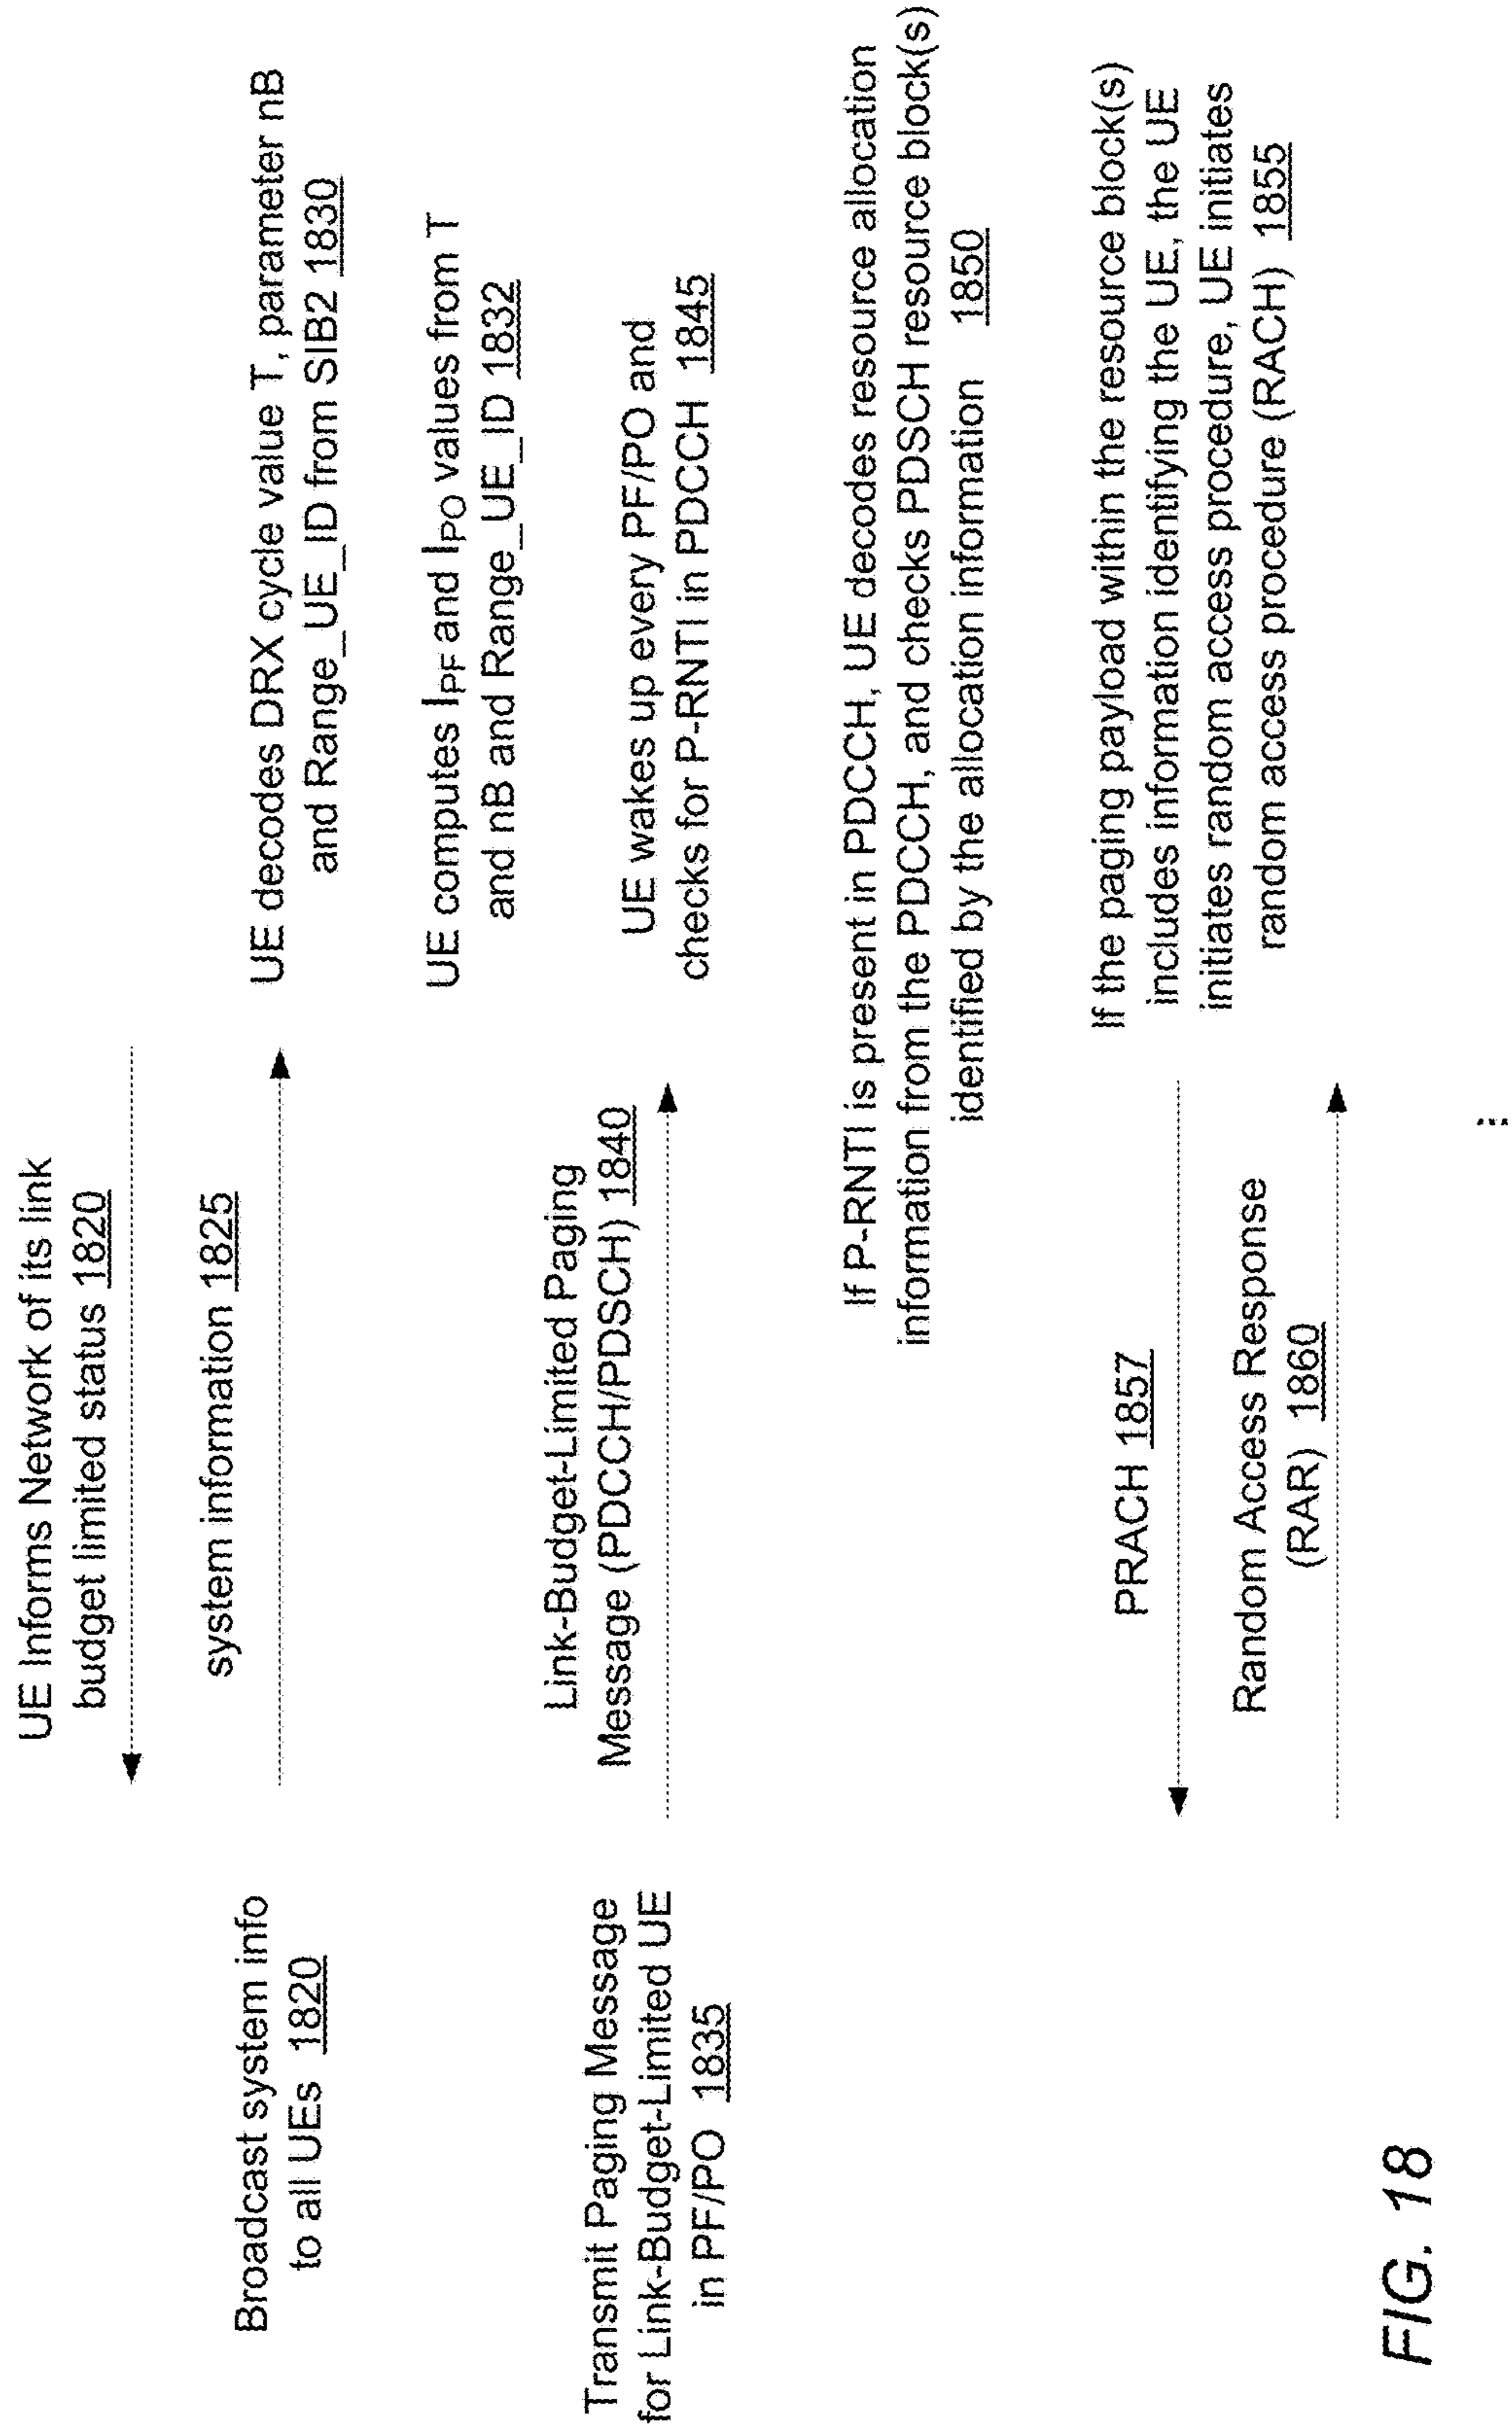 UE Informs Network of its link
budget limited status 1820
Broadcast system info
to all UEs 1820
system information 1825
UE decodes DRX cycle value T, parameter nB
and Range_UE_ID from SIB2 1830
UE computes IPF and IPO values from T
and nB and Range_UE_ID 1832
Transmit Paging Message
for Link-Budget-Limited UE
in PF/PO 1835
Link-Budget-Limited Paging
Message (PDCCH/PDSCH) 1840
UE wakes up every PF/PO and
checks for P-RNTI in PDCCH 1845
If P-RNTI is present in PDCCH, UE decodes resource allocation
information from the PDCCH, and checks PDSCH resource block(s)
identified by the allocation information 1850
If the paging payload within the resource block(s)
includes information identifying the UE, the UE
initiates random access procedure, UE initiates
random access procedure (RACH) 1855
PRACH 1857
Random Access Response
(RAR) 1860
...
FIG. 18